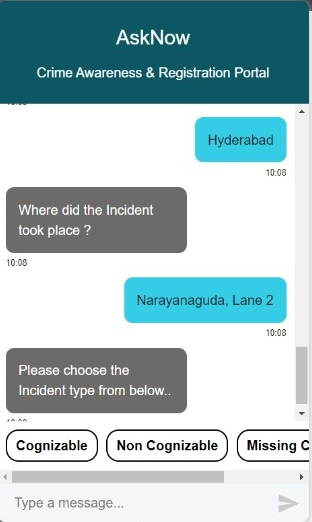 AskNow
Crime Awareness & Registration Portal
Hyderabad
10:08
Where did the Incident
took place ?
10:08
Narayanaguda, Lane 2
10:08
Please choose the
Incident type from below..
Cognizable
Non Cognizable
Missing C
Type a message...